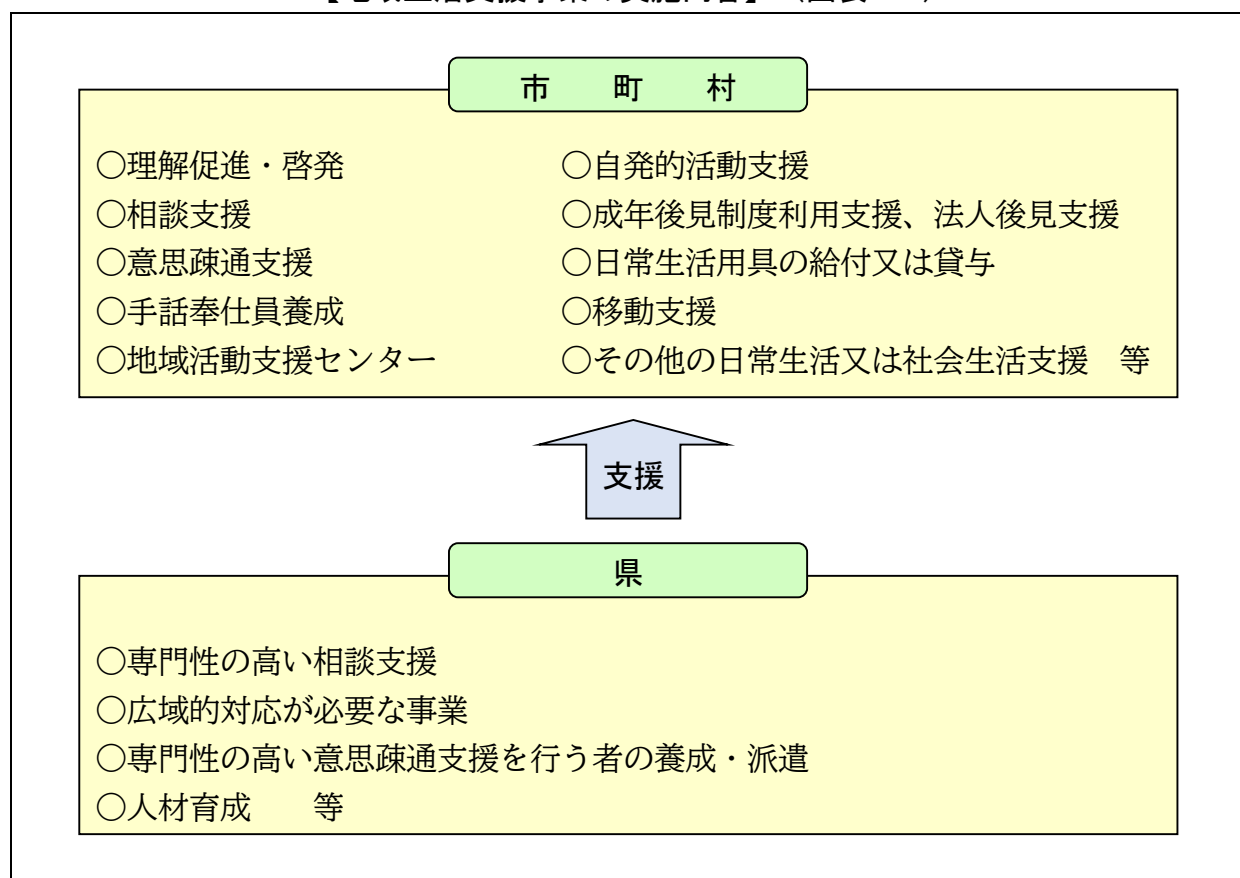 市　町　村
○理解促進・啓発
○相談支援
○意思疎通支援
○手話奉仕員養成
○地域活動支援センター
○自発的活動支援
○成年後見制度利用支援、法人後見支援
○日常生活用具の給付又は貸与
○移動支援
○その他の日常生活又は社会生活支援　等
支援
県
○専門性の高い相談支援
○広域的対応が必要な事業
○専門性の高い意思疎通支援を行う者の養成・派遣
○人材育成　　等